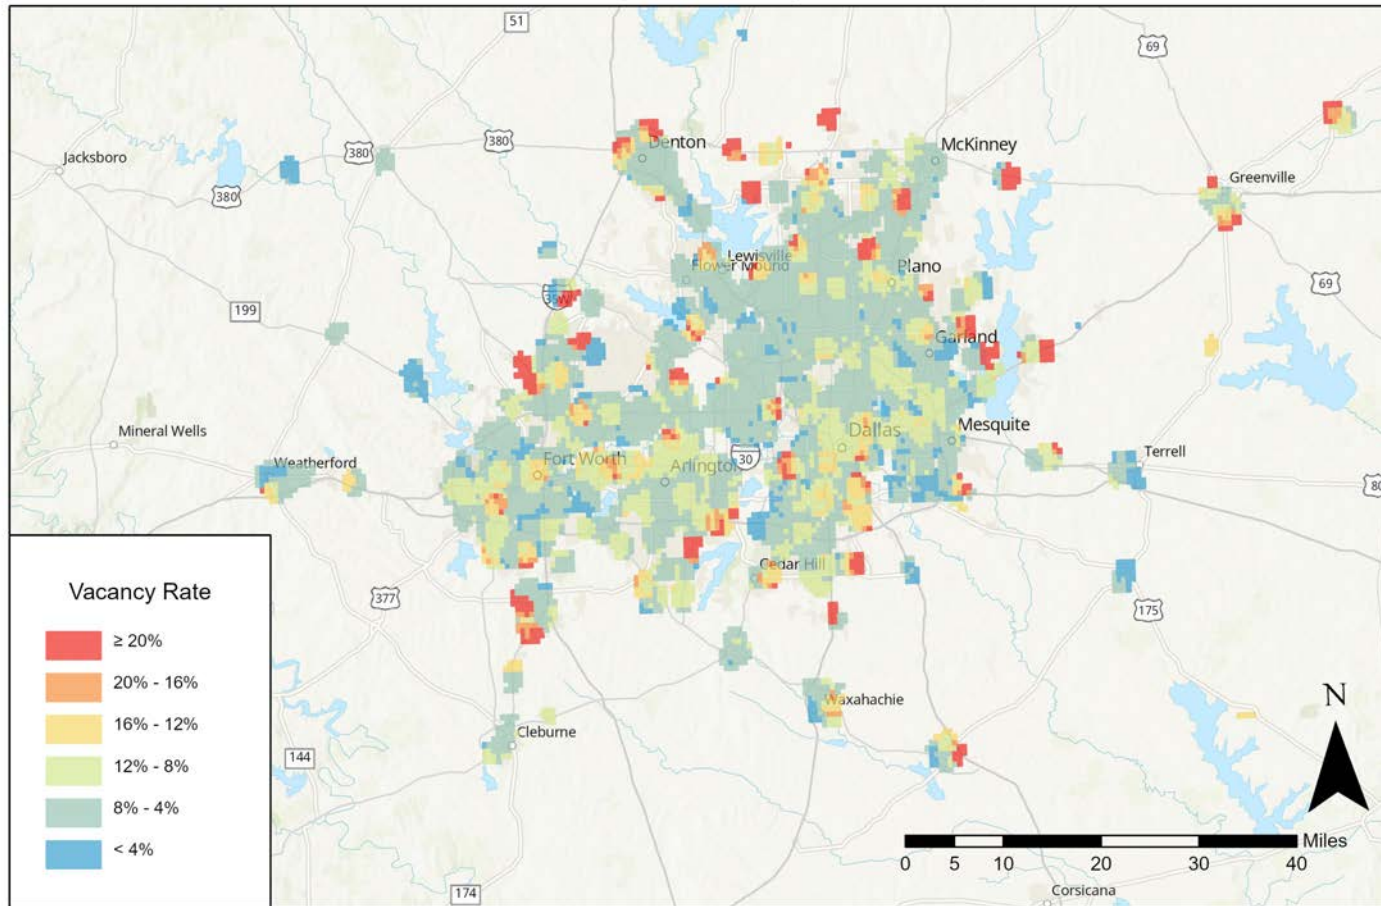 51
69
380
380
380
Jacksboro
Denton
McKinney
Greenville
Lewisville
Flower Mound
Plano
35W
69
199
Garland
Mineral Wells
Dallas
Mesquite
Weatherford
Fort Worth
Arlington
30
Terrell
80
Cedar Hill
377
175
Waxahachie
Cleburne
144
174
Corsicana
Vacancy Rate
≥ 20%
20% - 16%
16% - 12%
12% - 8%
8% - 4%
< 4%
N
Miles
0 5 10 20 30 40